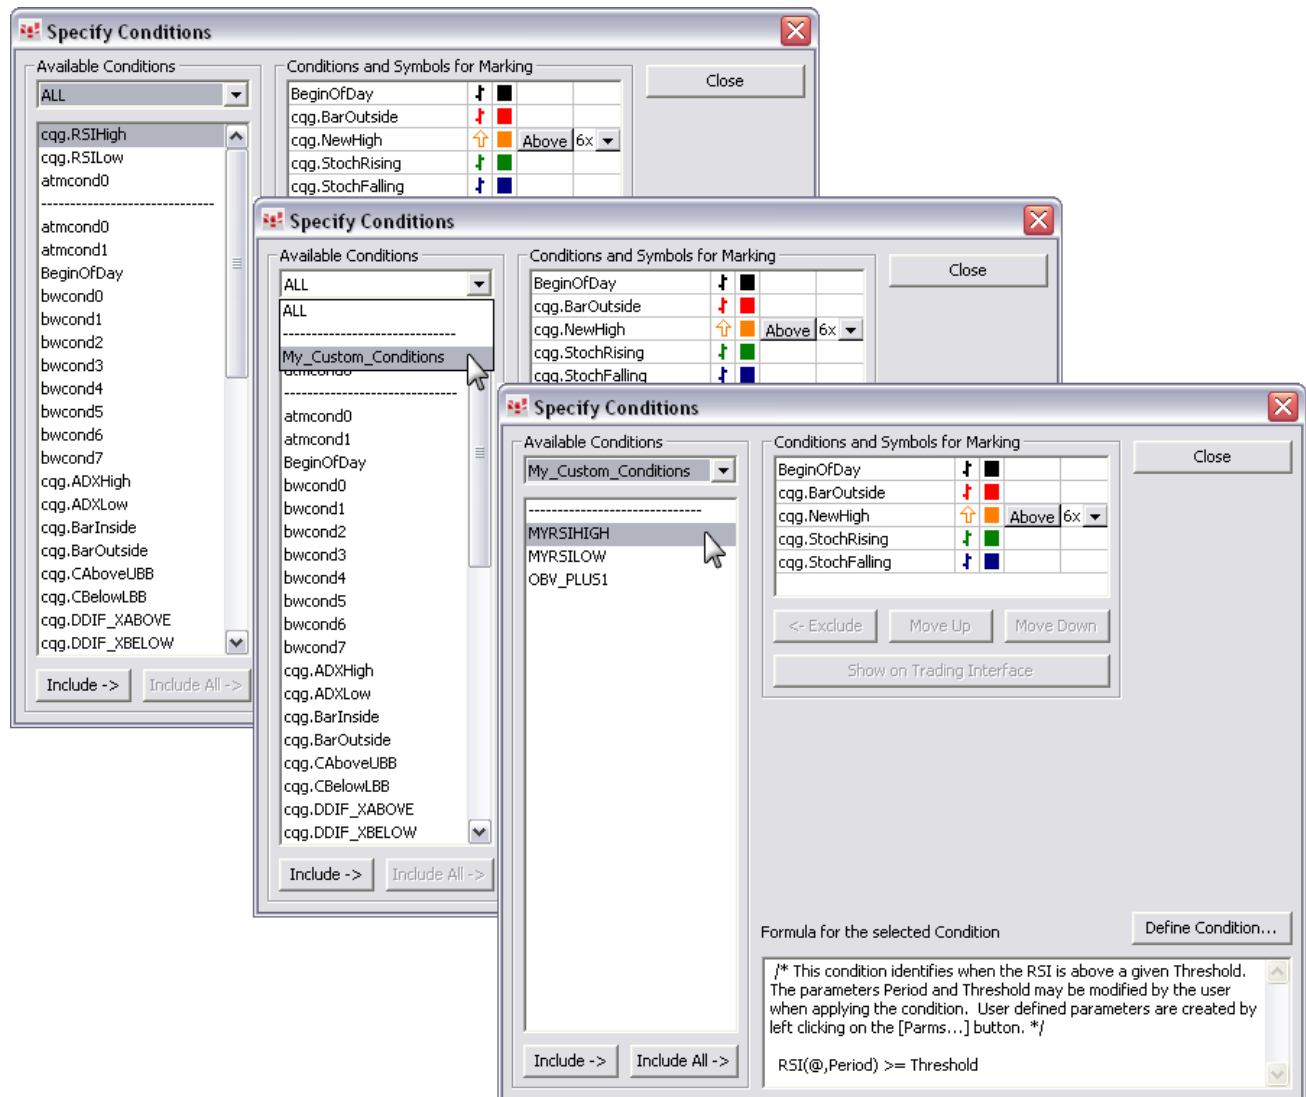 Specify Conditions
Available Conditions
ALL
cqg.RSIHigh
cqg.RSILow
atmcond0
------------------------------
atmcond0
atmcond1
BeginOfDay
bwcond0
bwcond1
bwcond2
bwcond3
bwcond4
bwcond5
bwcond6
bwcond7
cqg.ADXHigh
cqg.ADXLow
cqg.BarInside
cqg.BarOutside
cqg.CAboveUBB
cqg.CBelowLBB
cqg.DDIF_XABOVE
cqg.DDIF_XBELOW
Include ->
Include All ->
Conditions and Symbols for Marking
BeginOfDay
cqg.BarOutside
cqg.NewHigh Above 6x
cqg.StochRising
cqg.StochFalling
Close
Specify Conditions
Available Conditions
ALL
ALL
------------------------------
My_Custom_Conditions
atmcond0
------------------------------
atmcond0
atmcond1
BeginOfDay
bwcond0
bwcond1
bwcond2
bwcond3
bwcond4
bwcond5
bwcond6
bwcond7
cqg.ADXHigh
cqg.ADXLow
cqg.BarInside
cqg.BarOutside
cqg.CAboveUBB
cqg.CBelowLBB
cqg.DDIF_XABOVE
cqg.DDIF_XBELOW
Include ->
Include All ->
Conditions and Symbols for Marking
BeginOfDay
cqg.BarOutside
cqg.NewHigh Above 6x
cqg.StochRising
cqg.StochFalling
Close
Specify Conditions
Available Conditions
My_Custom_Conditions
------------------------------
MYRSIHIGH
MYRSILOW
OBV_PLUS1
Include ->
Include All ->
Conditions and Symbols for Marking
BeginOfDay
cqg.BarOutside
cqg.NewHigh Above 6x
cqg.StochRising
cqg.StochFalling
<- Exclude
Move Up
Move Down
Show on Trading Interface
Close
Formula for the selected Condition
Define Condition...
/* This condition identifies when the RSI is above a given Threshold.
The parameters Period and Threshold may be modified by the user
when applying the condition.  User defined parameters are created by
left clicking on the [Parms...] button. */
RSI(@,Period) >= Threshold